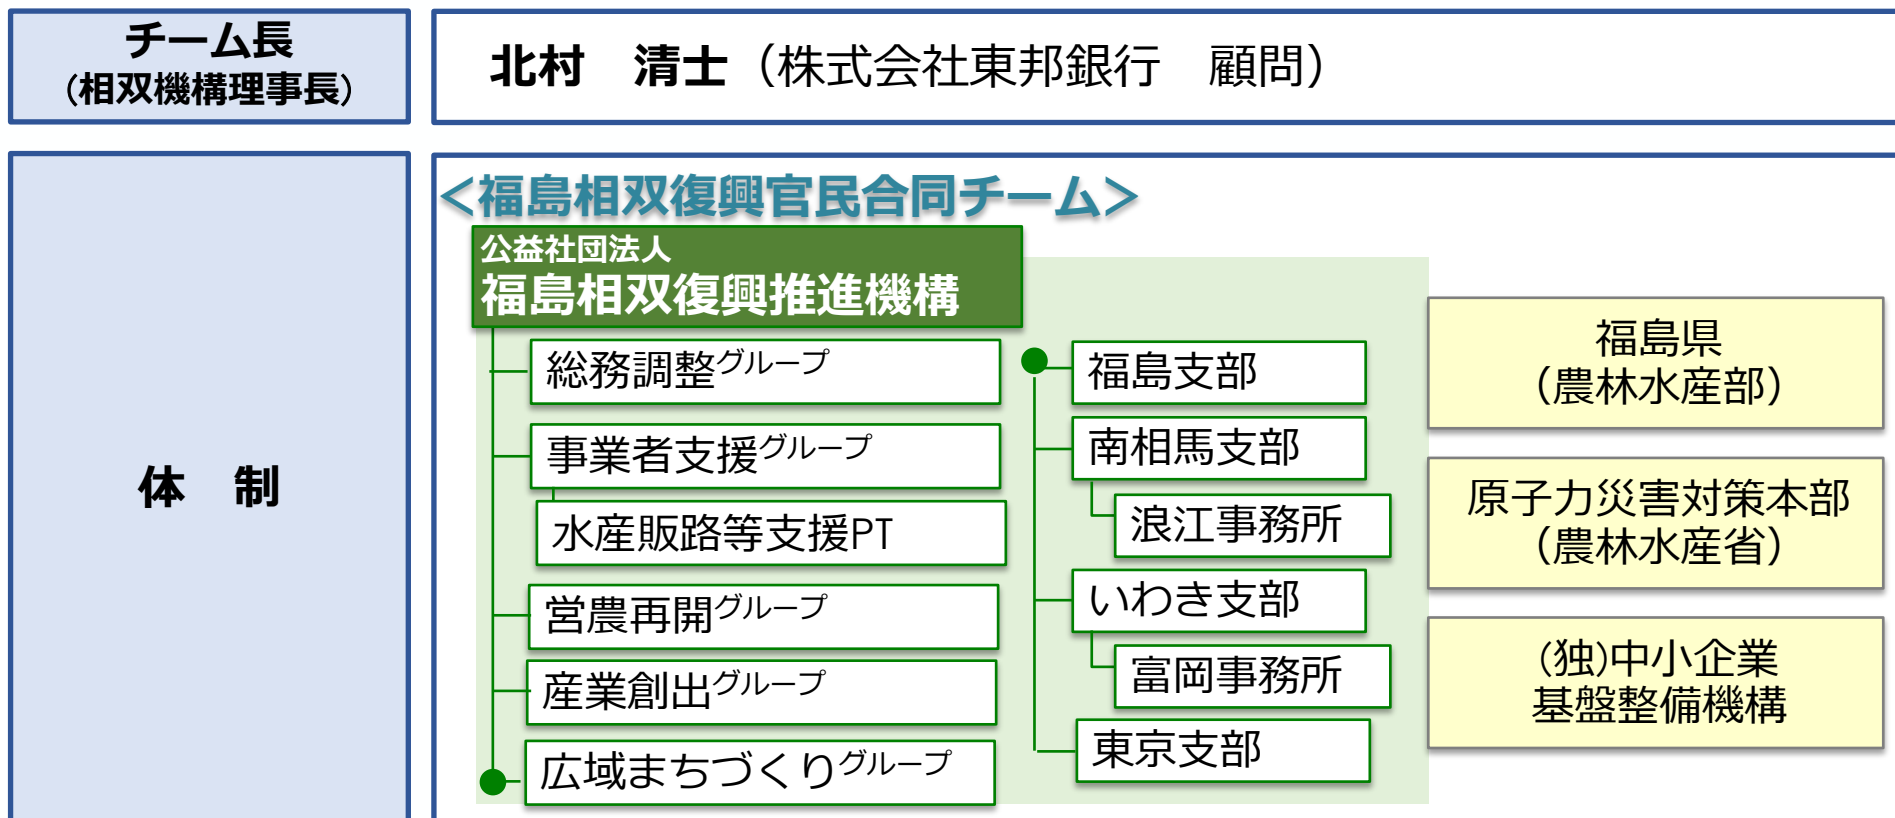 チーム長
（相双機構理事長）
北村　清士（株式会社東邦銀行　顧問）
体　制
＜福島相双復興官民合同チーム＞
公益社団法人
福島相双復興推進機構
総務調整グループ
事業者支援グループ
水産販路等支援PT
営農再開グループ
産業創出グループ
広域まちづくりグループ
福島支部
南相馬支部
浪江事務所
いわき支部
富岡事務所
東京支部
福島県
（農林水産部）
原子力災害対策本部
（農林水産省）
(独)中小企業
基盤整備機構